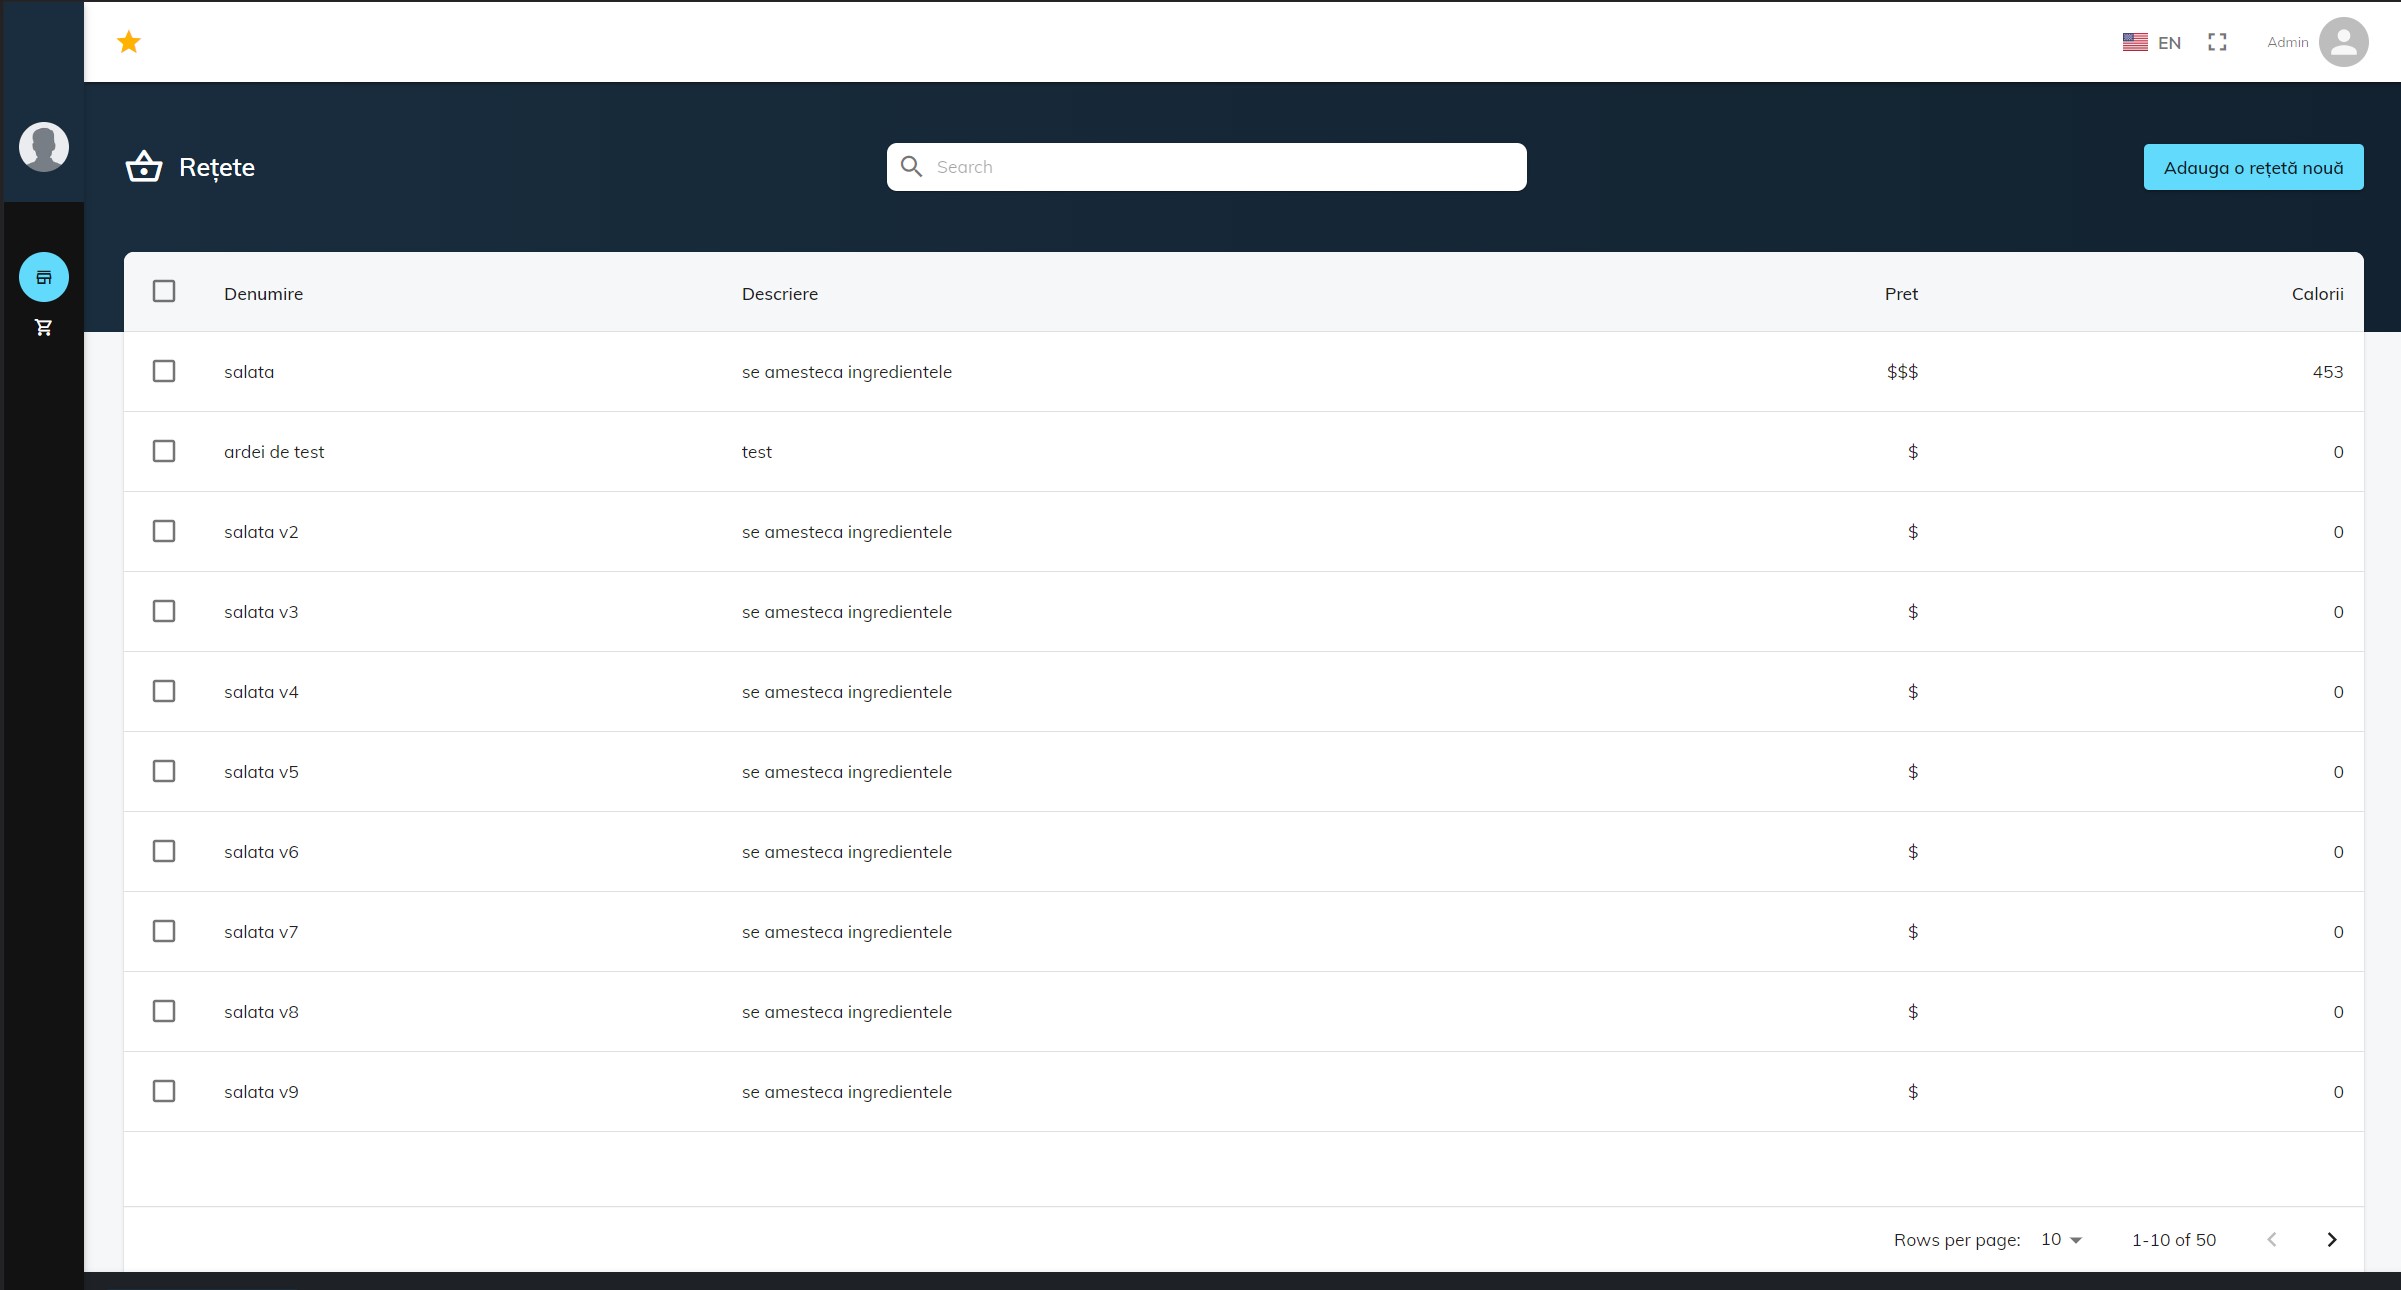 EN
Admin
Rețete
Search
Adauga o rețetă nouă
Denumire Descriere Pret Calorii
salata se amesteca ingredientele $$$ 453
ardei de test test $ 0
salata v2 se amesteca ingredientele $ 0
salata v3 se amesteca ingredientele $ 0
salata v4 se amesteca ingredientele $ 0
salata v5 se amesteca ingredientele $ 0
salata v6 se amesteca ingredientele $ 0
salata v7 se amesteca ingredientele $ 0
salata v8 se amesteca ingredientele $ 0
salata v9 se amesteca ingredientele $ 0
Rows per page: 10 1-10 of 50